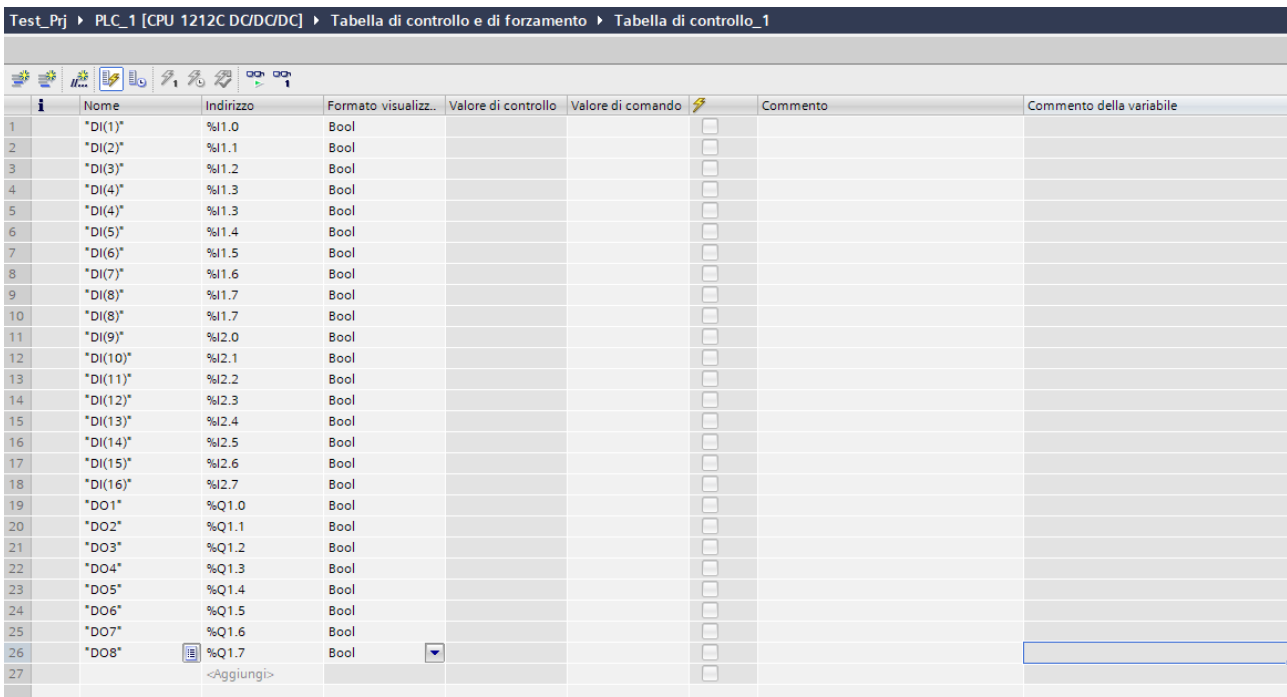 Test_Prj ▸ PLC_1 [CPU 1212C DC/DC/DC] ▸ Tabella di controllo e di forzamento ▸ Tabella di controllo_1
i Nome Indirizzo Formato visualizz.. Valore di controllo Valore di comando Commento Commento della variabile
1 "DI(1)" %I1.0 Bool
2 "DI(2)" %I1.1 Bool
3 "DI(3)" %I1.2 Bool
4 "DI(4)" %I1.3 Bool
5 "DI(4)" %I1.3 Bool
6 "DI(5)" %I1.4 Bool
7 "DI(6)" %I1.5 Bool
8 "DI(7)" %I1.6 Bool
9 "DI(8)" %I1.7 Bool
10 "DI(8)" %I1.7 Bool
11 "DI(9)" %I2.0 Bool
12 "DI(10)" %I2.1 Bool
13 "DI(11)" %I2.2 Bool
14 "DI(12)" %I2.3 Bool
15 "DI(13)" %I2.4 Bool
16 "DI(14)" %I2.5 Bool
17 "DI(15)" %I2.6 Bool
18 "DI(16)" %I2.7 Bool
19 "DO1" %Q1.0 Bool
20 "DO2" %Q1.1 Bool
21 "DO3" %Q1.2 Bool
22 "DO4" %Q1.3 Bool
23 "DO5" %Q1.4 Bool
24 "DO6" %Q1.5 Bool
25 "DO7" %Q1.6 Bool
26 "DO8" %Q1.7 Bool
27 <Aggiungi>